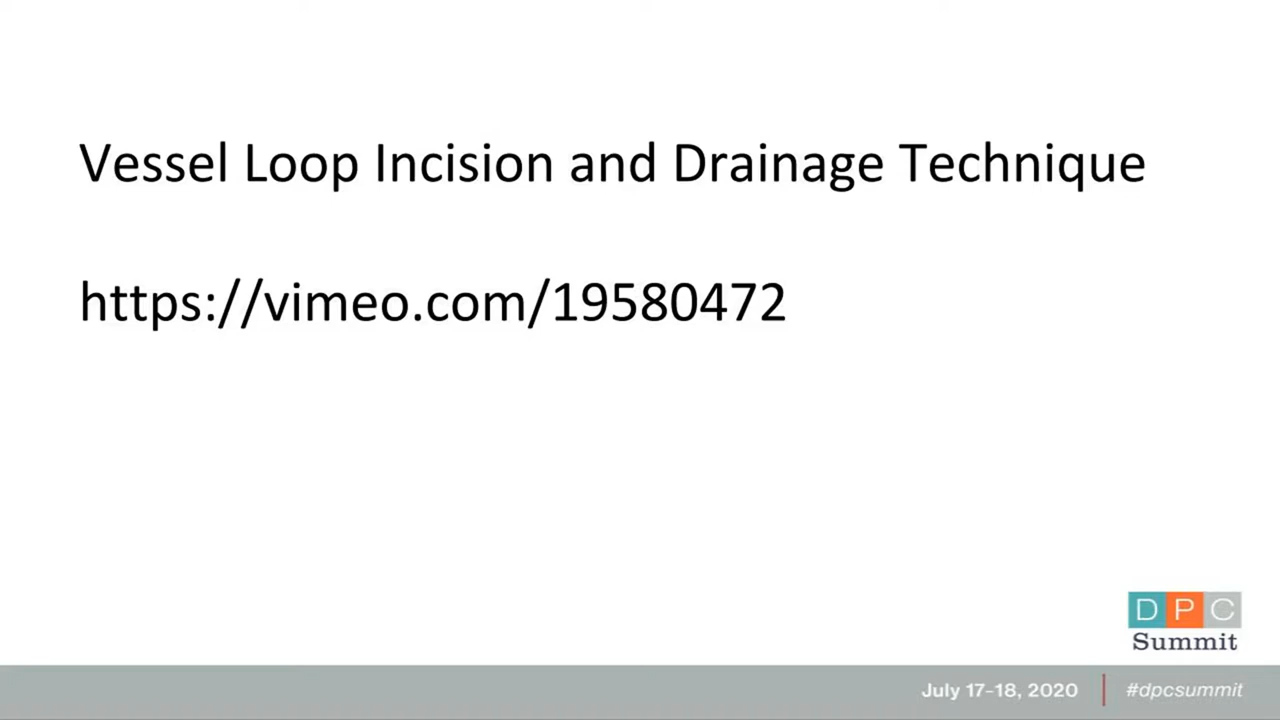 Vessel Loop Incision and Drainage Technique
https://vimeo.com/19580472
DPC
Summit
July 17-18, 2020 | #dpcsummit